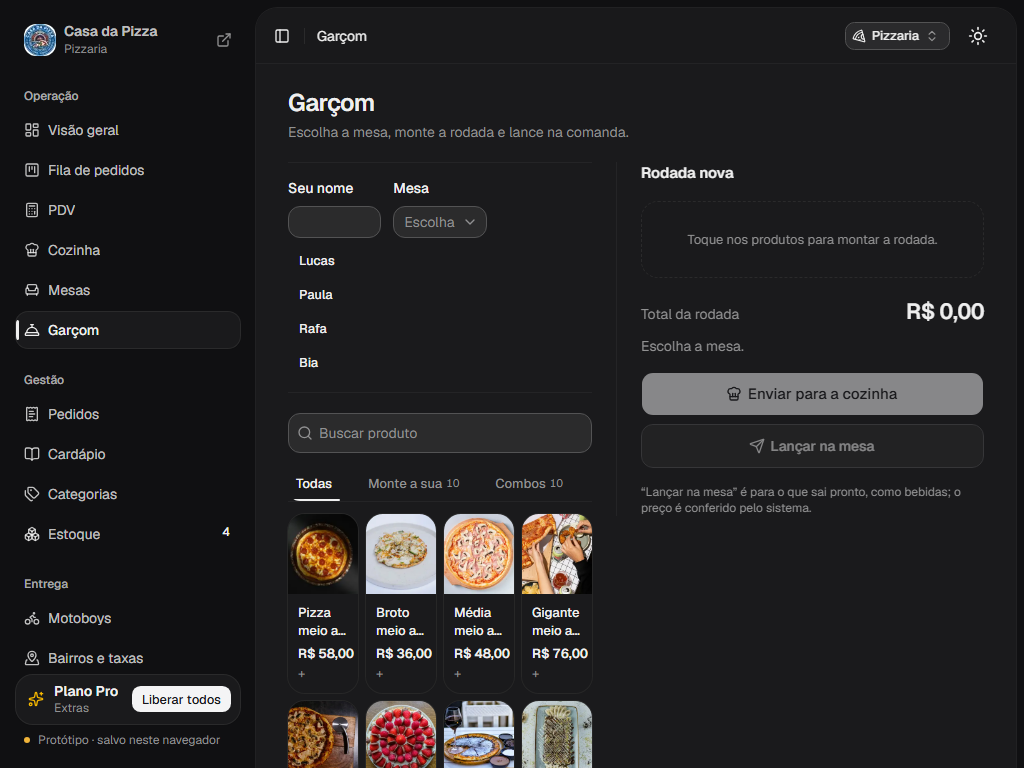 Casa da Pizza
Pizzaria
Operação
Visão geral
Fila de pedidos
PDV
Cozinha
Mesas
Garçom
Gestão
Pedidos
Cardápio
Categorias
Estoque 4
Entrega
Motoboys
Bairros e taxas
Plano Pro
Extras
Liberar todos
Protótipo · salvo neste navegador
Garçom
Pizzaria
Garçom
Escolha a mesa, monte a rodada e lance na comanda.
Seu nome
Mesa
Escolha
Lucas
Paula
Rafa
Bia
Buscar produto
Todas Monte a sua 10 Combos 10
Pizza meio a…
R$ 58,00
+
Broto meio a…
R$ 36,00
+
Média meio a…
R$ 48,00
+
Gigante meio a…
R$ 76,00
+
Rodada nova
Toque nos produtos para montar a rodada.
Total da rodada R$ 0,00
Escolha a mesa.
Enviar para a cozinha
Lançar na mesa
“Lançar na mesa” é para o que sai pronto, como bebidas; o
preço é conferido pelo sistema.